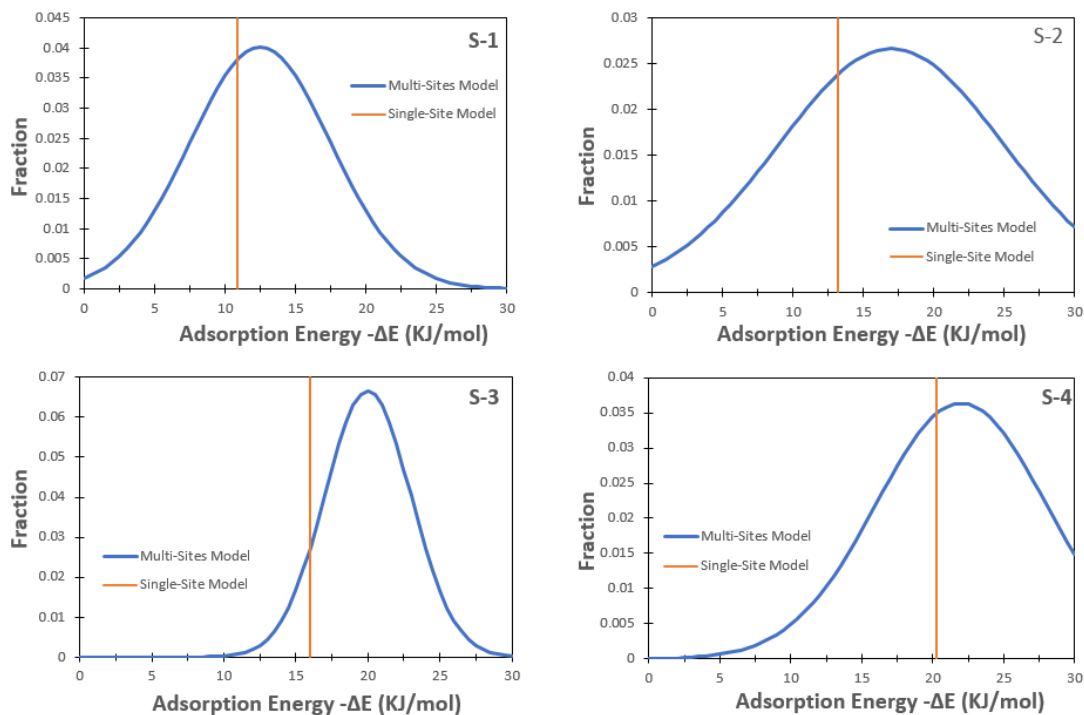 S-1
0.045
0.04
0.035
0.03
0.025
0.02
0.015
0.01
0.005
0
Fraction
Multi-Sites Model
Single-Site Model
0 5 10 15 20 25 30
Adsorption Energy -ΔE (KJ/mol)
S-2
0.03
0.025
0.02
0.015
0.01
0.005
0
Fraction
Multi-Sites Model
Single-Site Model
0 5 10 15 20 25 30
Adsorption Energy -ΔE (KJ/mol)
S-3
0.07
0.06
0.05
0.04
0.03
0.02
0.01
0
Fraction
Multi-Sites Model
Single-Site Model
0 5 10 15 20 25 30
Adsorption Energy -ΔE (KJ/mol)
S-4
0.04
0.035
0.03
0.025
0.02
0.015
0.01
0.005
0
Fraction
Multi-Sites Model
Single-Site Model
0 5 10 15 20 25 30
Adsorption Energy -ΔE (KJ/mol)